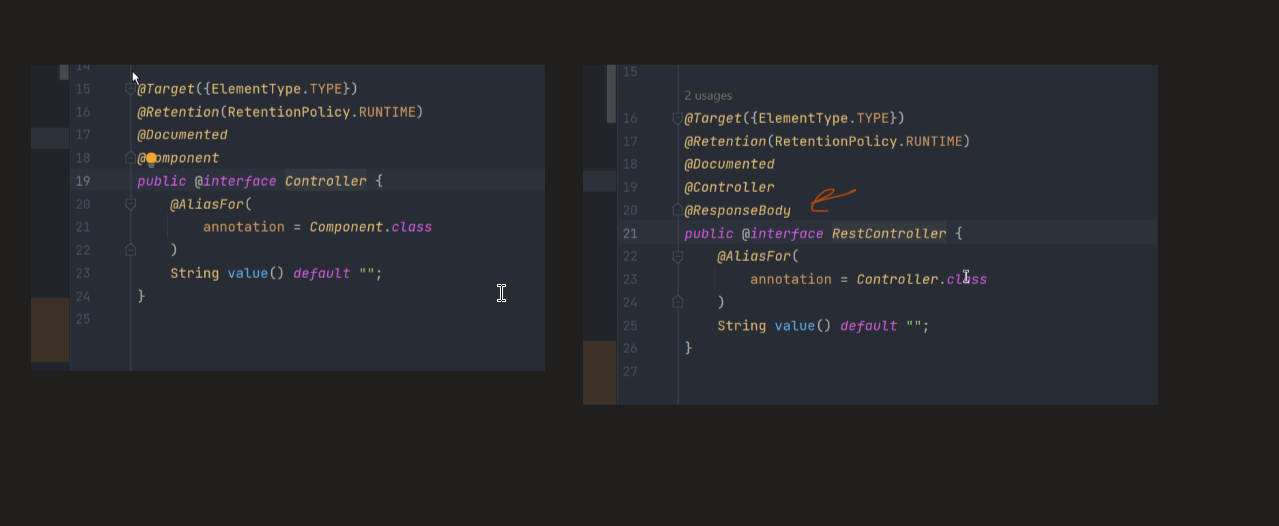 14
15 @Target({ElementType.TYPE})
16 @Retention(RetentionPolicy.RUNTIME)
17 @Documented
18 @Component
19 public @interface Controller {
20 @AliasFor(
21 annotation = Component.class
22 )
23 String value() default "";
24 }
25
15
2 usages
16 @Target({ElementType.TYPE})
17 @Retention(RetentionPolicy.RUNTIME)
18 @Documented
19 @Controller
20 @ResponseBody
21 public @interface RestController {
22 @AliasFor(
23 annotation = Controller.class
24 )
25 String value() default "";
26 }
27